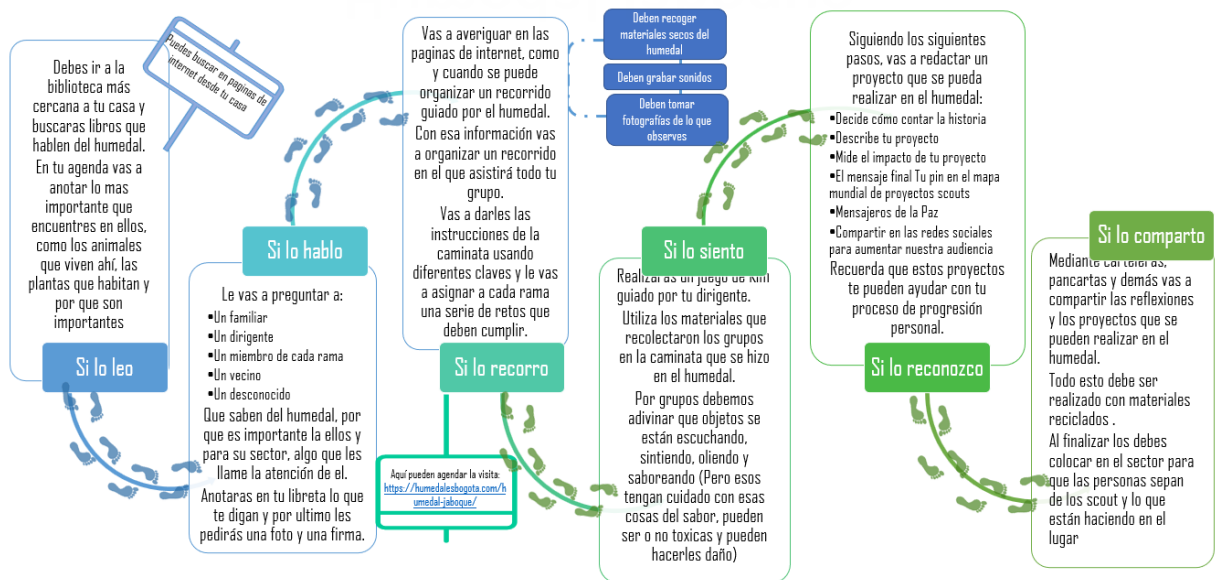 Debes ir a la
biblioteca más
cercana a tu casa y
buscaras libros que
hablen del humedal.
En tu agenda vas a
anotar lo mas
importante que
encuentres en ellos,
como los animales
que viven ahí, las
plantas que habitan y
por que son
importantes
Si lo leo
Puedes buscar en paginas de
internet desde tu casa
Si lo hablo
Le vas a preguntar a:
▪Un familiar
▪Un dirigente
▪Un miembro de cada rama
▪Un vecino
▪Un desconocido
Que saben del humedal, por
que es importante la ellos y
para su sector, algo que les
llame la atención de el.
Anotaras en tu libreta lo que
te digan y por ultimo les
pedirás una foto y una firma.
Vas a averiguar en las
paginas de internet, como
y cuando se puede
organizar un recorrido
guiado por el humedal.
Con esa información vas
a organizar un recorrido
en el que asistirá todo tu
grupo.
Vas a darles las
instrucciones de la
caminata usando
diferentes claves y le vas
a asignar a cada rama
una serie de retos que
deben cumplir.
Si lo recorro
Aquí pueden agendar la visita:
https://humedalesbogota.com/h
umedal-jaboque/
Deben recoger
materiales secos del
humedal
Deben grabar sonidos
Deben tomar
fotografías de lo que
observes
Si lo siento
Realizaras un juego de Kim
guiado por tu dirigente.
Utiliza los materiales que
recolectaron los grupos
en la caminata que se hizo
en el humedal.
Por grupos debemos
adivinar que objetos se
están escuchando,
sintiendo, oliendo y
saboreando (Pero esos
tengan cuidado con esas
cosas del sabor, pueden
ser o no toxicas y pueden
hacerles daño)
Siguiendo los siguientes
pasos, vas a redactar un
proyecto que se pueda
realizar en el humedal:
▪Decide cómo contar la historia
▪Describe tu proyecto
▪Mide el impacto de tu proyecto
▪El mensaje final Tu pin en el mapa
mundial de proyectos scouts
▪Mensajeros de la Paz
▪Compartir en las redes sociales
para aumentar nuestra audiencia
Recuerda que estos proyectos
te pueden ayudar con tu
proceso de progresión
personal.
Si lo reconozco
Si lo comparto
Mediante carteleras,
pancartas y demás vas a
compartir las reflexiones
y los proyectos que se
pueden realizar en el
humedal.
Todo esto debe ser
realizado con materiales
reciclados .
Al finalizar los debes
colocar en el sector para
que las personas sepan
de los scout y lo que
están haciendo en el
lugar